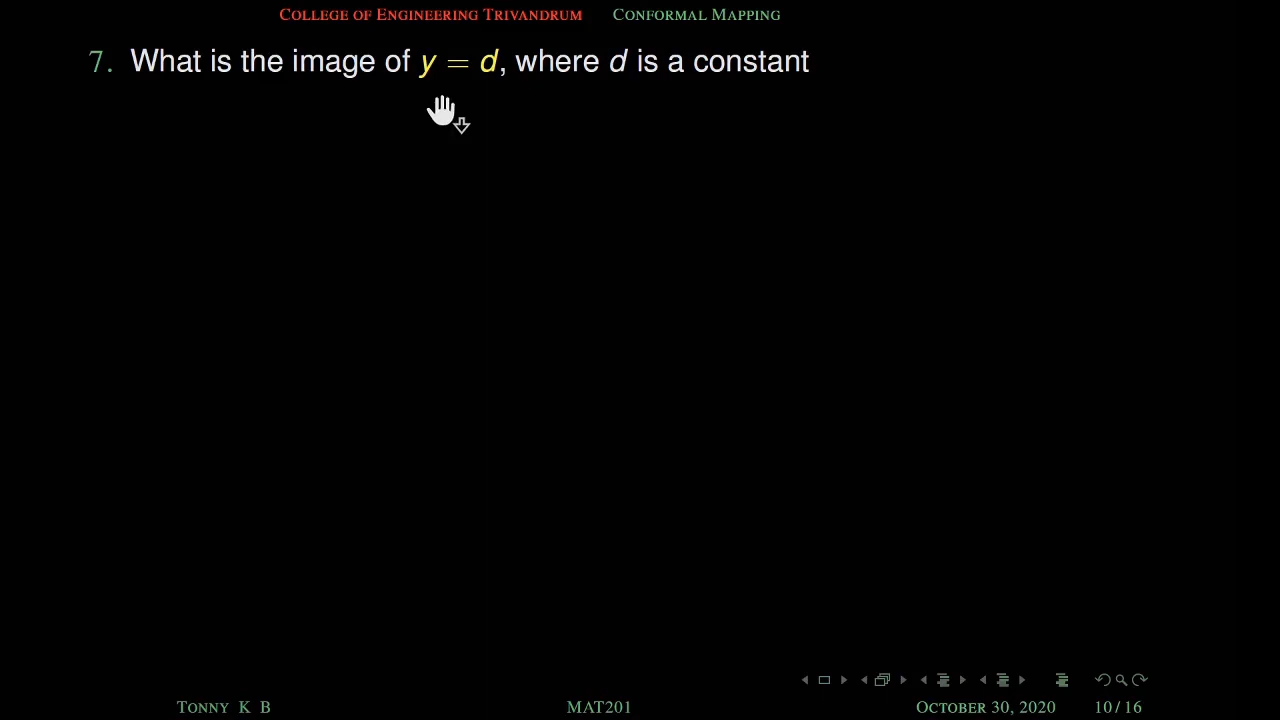 College of Engineering Trivandrum Conformal Mapping
7. What is the image of y = d, where d is a constant
Tonny K B MAT201 October 30, 2020 10 / 16